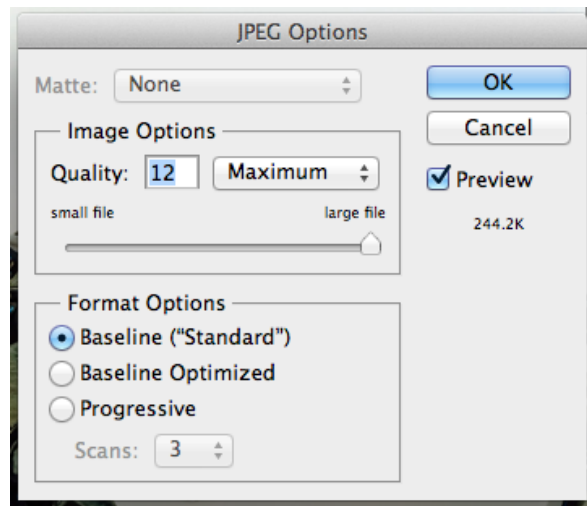 JPEG Options
Matte: None
OK
Image Options
Cancel
Quality: 12 Maximum
Preview
small file large file
244.2K
Format Options
Baseline (“Standard”)
Baseline Optimized
Progressive
Scans: 3